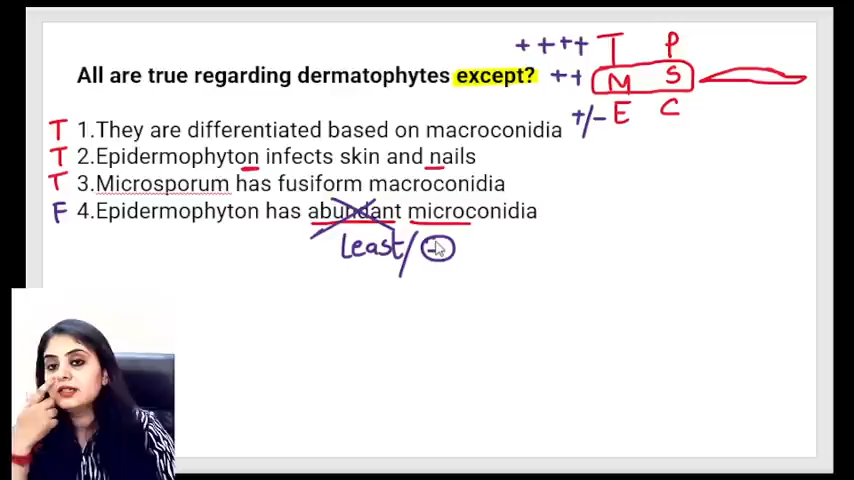 ++++ T P
All are true regarding dermatophytes except? ++ M S
+/- E C
T 1.They are differentiated based on macroconidia
T 2.Epidermophyton infects skin and nails
T 3.Microsporum has fusiform macroconidia
F 4.Epidermophyton has abundant microconidia
Least/ -